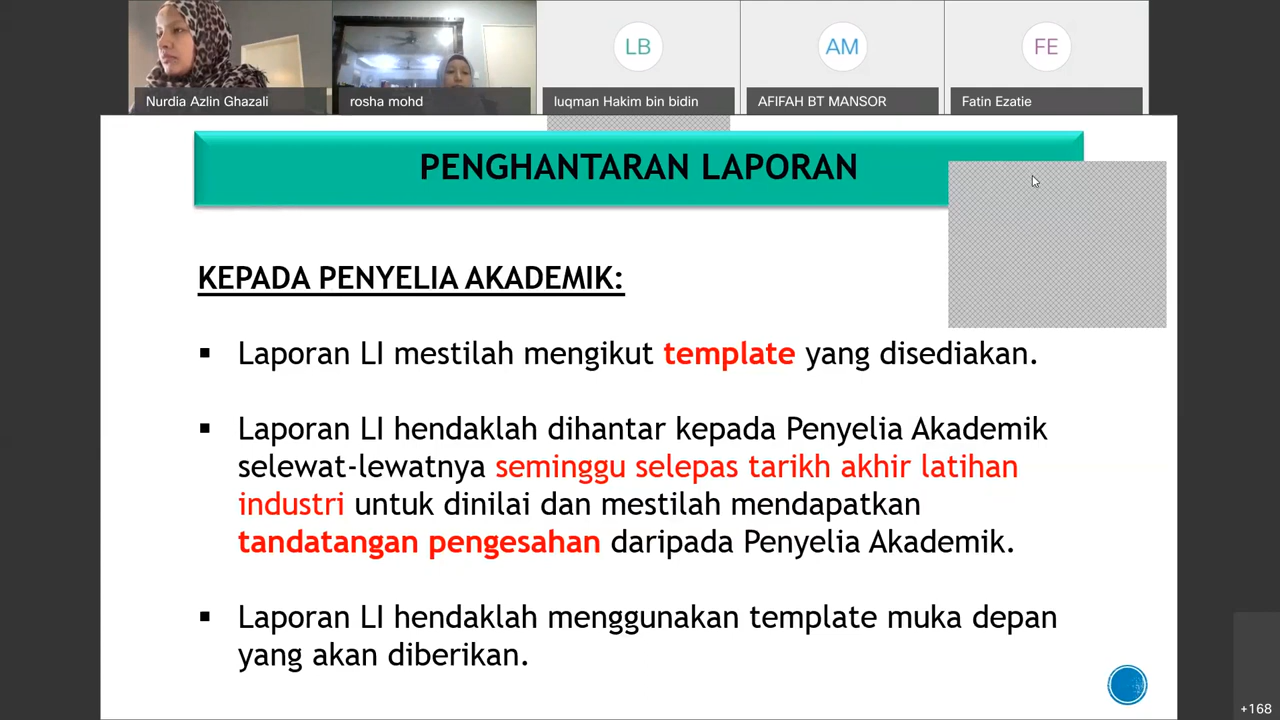 LB
AM
FE
Nurdia Azlin Ghazali
rosha mohd
luqman Hakim bin bidin
AFIFAH BT MANSOR
Fatin Ezatie
PENGHANTARAN LAPORAN
KEPADA PENYELIA AKADEMIK:
▪ Laporan LI mestilah mengikut template yang disediakan.
▪ Laporan LI hendaklah dihantar kepada Penyelia Akademik
selewat-lewatnya seminggu selepas tarikh akhir latihan
industri untuk dinilai dan mestilah mendapatkan
tandatangan pengesahan daripada Penyelia Akademik.
▪ Laporan LI hendaklah menggunakan template muka depan
yang akan diberikan.
+168